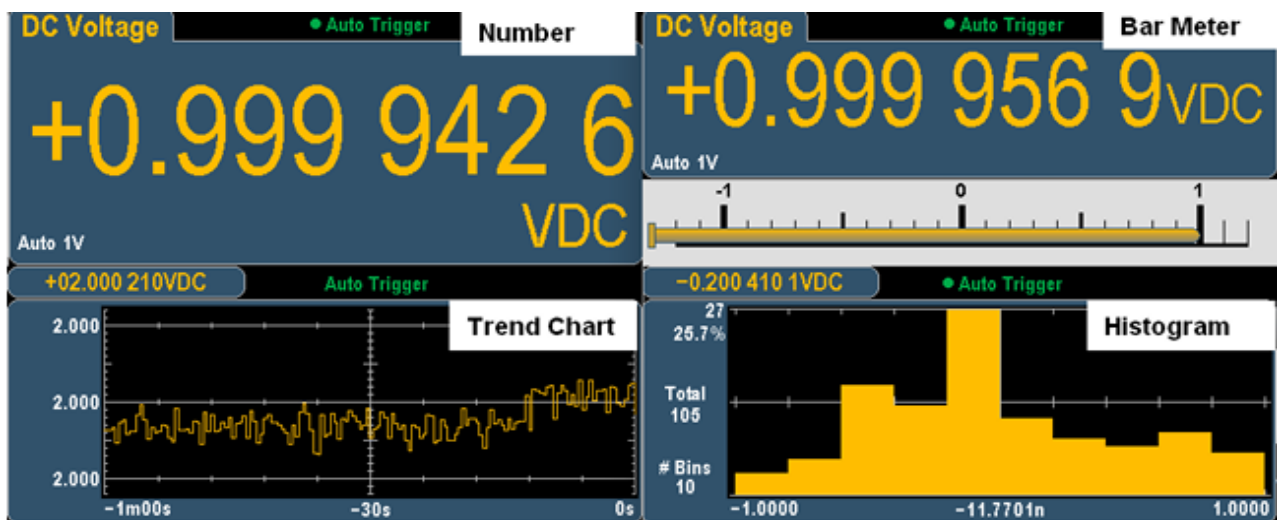 DC Voltage
● Auto Trigger
Number
+0.999 942 6
VDC
Auto 1V
DC Voltage
● Auto Trigger
Bar Meter
+0.999 956 9VDC
Auto 1V
-1 0 1
+02.000 210VDC
Auto Trigger
Trend Chart
2.000
2.000
2.000
−1m00s −30s 0s
−0.200 410 1VDC
● Auto Trigger
Histogram
27
25.7%
Total
105
# Bins
10
−1.0000 −11.7701n 1.0000